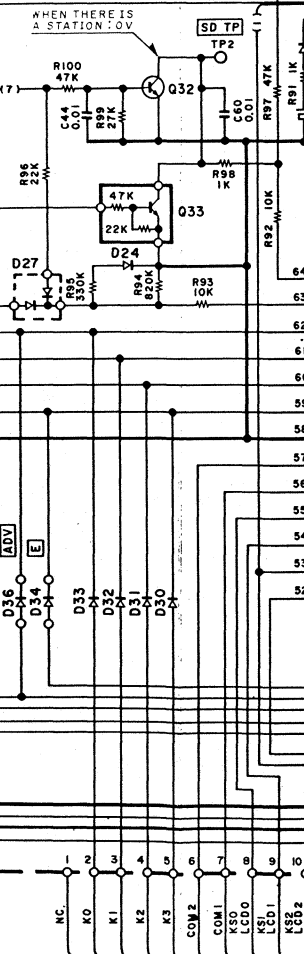 WHEN THERE IS
A STATION : 0V
SD TP
TP2
R100
47K
(7)
Q32
C44
0.01
R99
27K
C60
0.01
R97 47K
R91 1K
R96
22K
R98
1K
47K
Q33
22K
R92 10K
D24
D27
R95
330K
R94
820K
R93
10K
64
63
62
61
60
59
58
57
56
55
54
53
52
ADV
E
D36
D34
D33
D32
D31
D30
1
2
3
4
5
6
7
8
9
10
NC.
K0
K1
K2
K3
COM2
COM1
KS0
LCD0
KS1
LCD1
KS2
LCD2